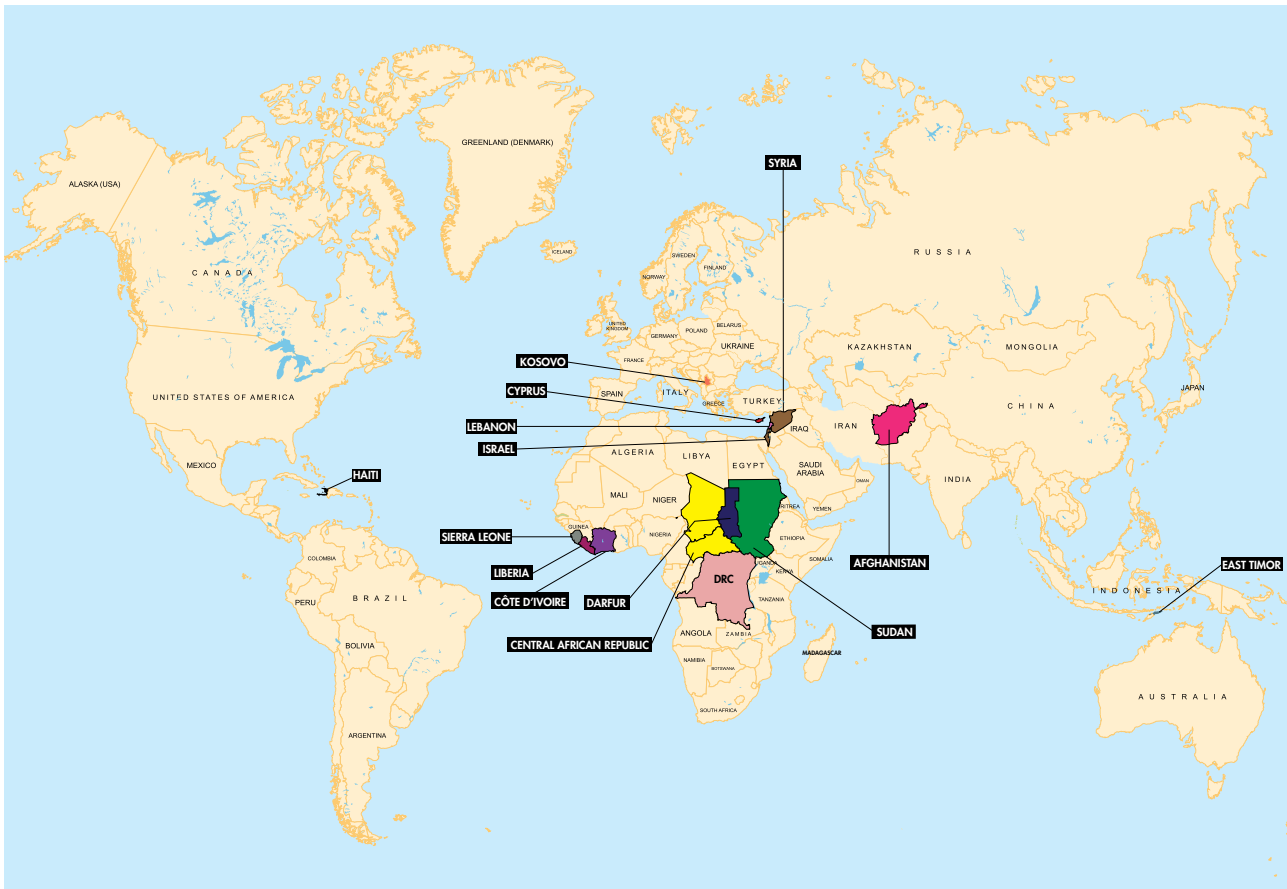 GREENLAND (DENMARK)
SYRIA
ALASKA (USA)
ICELAND
SWEDEN
RUSSIA
FINLAND
CANADA
NORWAY
UNITED
KINGDOM
BELARUS
POLAND
GERMANY
UKRAINE
KAZAKHSTAN
MONGOLIA
KOSOVO
FRANCE
JAPAN
CYPRUS
SPAIN
ITALY
UNITED STATES OF AMERICA
GREECE
TURKEY
CHINA
LEBANON
IRAQ
IRAN
ISRAEL
ALGERIA
LIBYA
EGYPT
MEXICO
SAUDI
ARABIA
HAITI
OMAN
INDIA
MALI
NIGER
ERITREA
YEMEN
GUINEA
SIERRA LEONE
NIGERIA
ETHIOPIA
COLOMBIA
SOMALIA
UGANDA
AFGHANISTAN
EAST TIMOR
LIBERIA
KENYA
DRC
INDONESIA
BRAZIL
PERU
CÔTE D'IVOIRE
DARFUR
TANZANIA
ANGOLA
ZAMBIA
SUDAN
BOLIVIA
CENTRAL AFRICAN REPUBLIC
MADAGASCAR
NAMIBIA
BOTSWANA
AUSTRALIA
SOUTH AFRICA
ARGENTINA